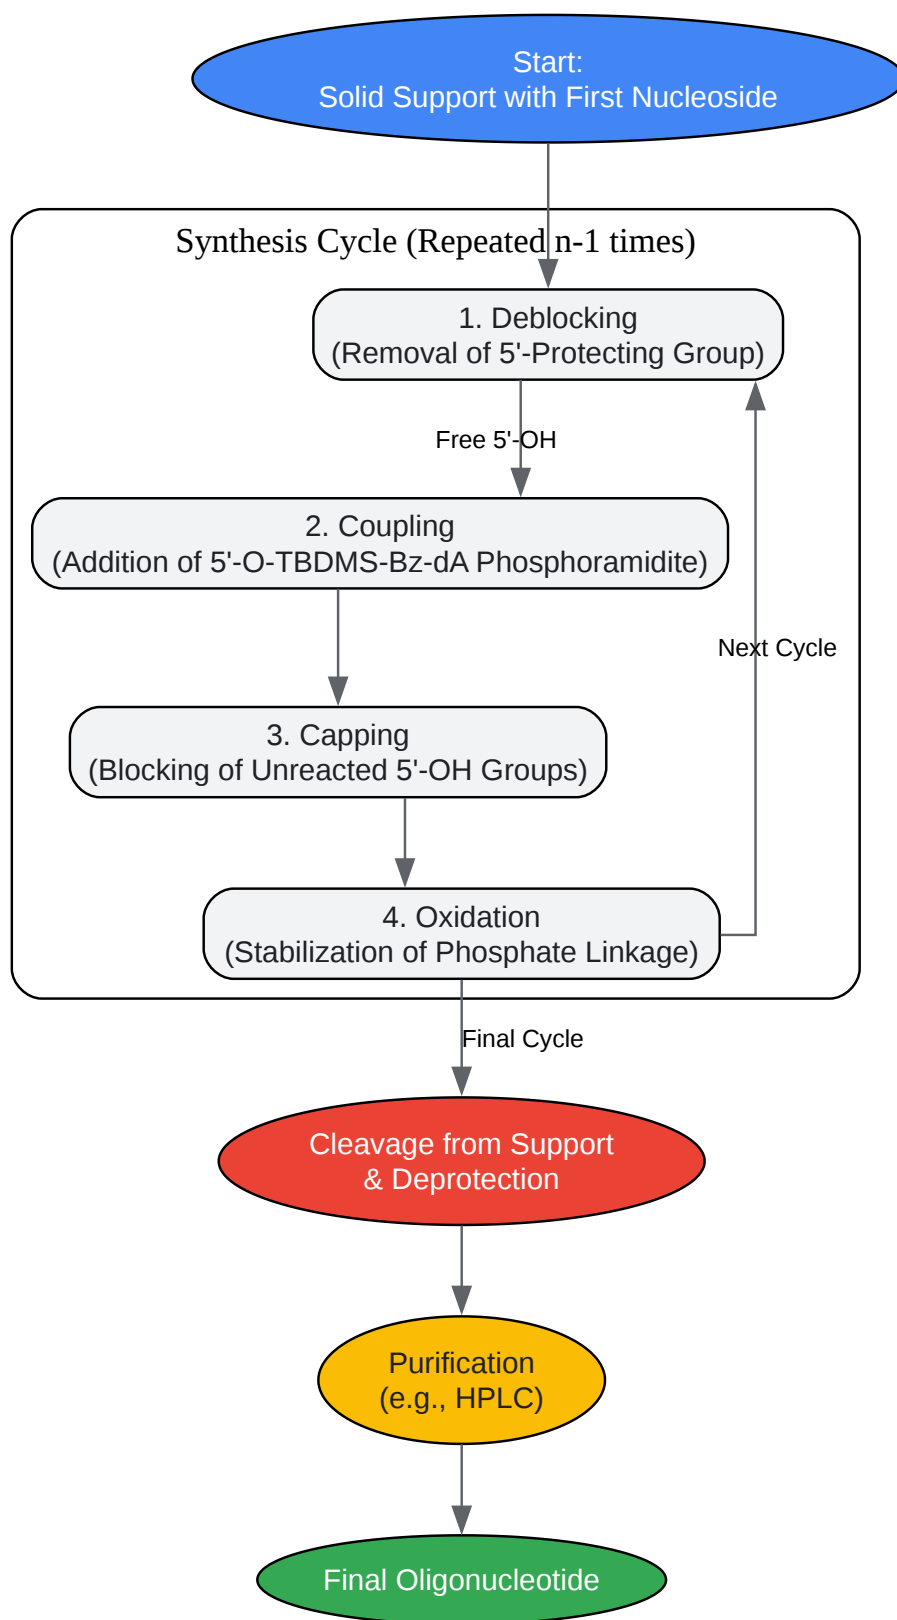 Start:
Solid Support with First Nucleoside
Synthesis Cycle (Repeated n-1 times)
1. Deblocking
(Removal of 5'-Protecting Group)
Free 5'-OH
2. Coupling
(Addition of 5'-O-TBDMS-Bz-dA Phosphoramidite)
Next Cycle
3. Capping
(Blocking of Unreacted 5'-OH Groups)
4. Oxidation
(Stabilization of Phosphate Linkage)
Final Cycle
Cleavage from Support
& Deprotection
Purification
(e.g., HPLC)
Final Oligonucleotide